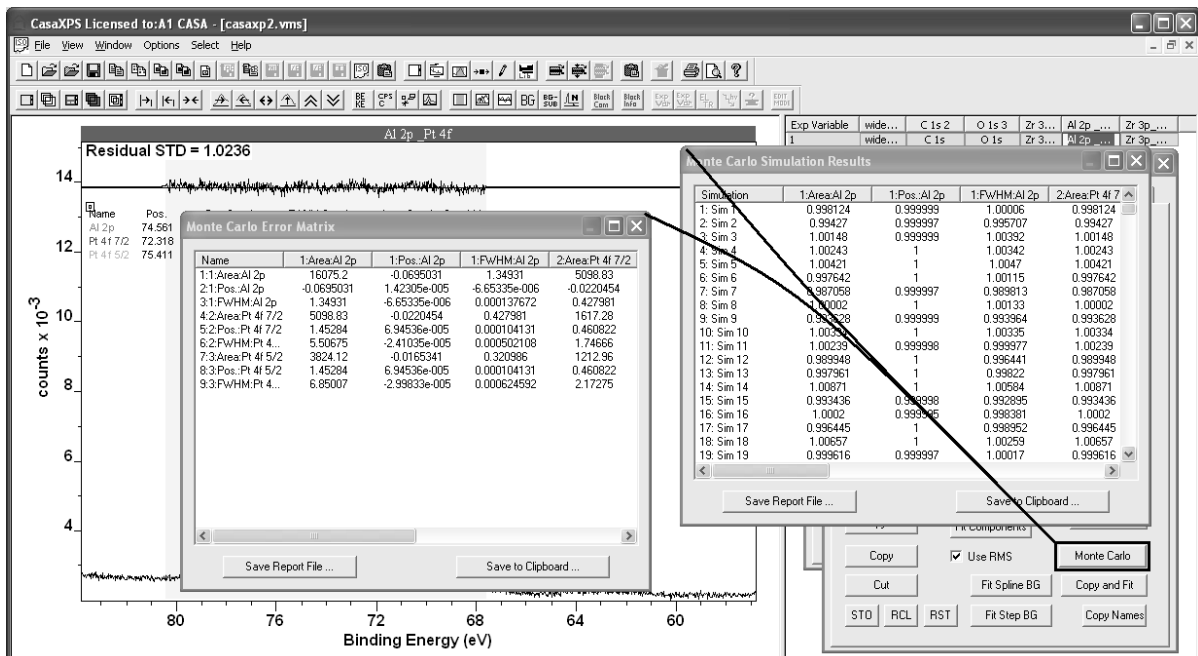 CasaXPS Licensed to:A1 CASA - [casaxp2.vms]
File View Window Options Select Help
Al 2p _Pt 4f
Residual STD = 1.0236
Name Pos.
Al 2p 74.561
Pt 4f 7/2 72.318
Pt 4f 5/2 75.411
14
12
10
8
6
4
counts x 10-3
80 76 72 68 64 60
Binding Energy (eV)
Exp Variable wide... C 1s 2 O 1s 3 Zr 3... Al 2p _... Zr 3p_...
1 wide... C 1s O 1s Zr 3... Al 2p _... Zr 3p_...
Monte Carlo Error Matrix
Name 1:Area:Al 2p 1:Pos.:Al 2p 1:FWHM:Al 2p 2:Area:Pt 4f 7/2
1:1:Area:Al 2p 16075.2 -0.0695031 1.34931 5098.83
2:1:Pos.:Al 2p -0.0695031 1.42305e-005 -6.65335e-006 -0.0220454
3:1:FWHM:Al 2p 1.34931 -6.65335e-006 0.000137672 0.427981
4:2:Area:Pt 4f 7/2 5098.83 -0.0220454 0.427981 1617.28
5:2:Pos.:Pt 4f 7/2 1.45284 6.94536e-005 0.000104131 0.460822
6:2:FWHM:Pt 4... 5.50675 -2.41035e-005 0.000502108 1.74666
7:3:Area:Pt 4f 5/2 3824.12 -0.0165341 0.320986 1212.96
8:3:Pos.:Pt 4f 5/2 1.45284 6.94536e-005 0.000104131 0.460822
9:3:FWHM:Pt 4... 6.85007 -2.99833e-005 0.000624592 2.17275
Save Report File ... Save to Clipboard ...
Monte Carlo Simulation Results
Simulation 1:Area:Al 2p 1:Pos.:Al 2p 1:FWHM:Al 2p 2:Area:Pt 4f 7
1: Sim 1 0.998124 0.999999 1.00006 0.998124
2: Sim 2 0.99427 0.999997 0.995707 0.99427
3: Sim 3 1.00148 0.999999 1.00392 1.00148
4: Sim 4 1.00243 1 1.00342 1.00243
5: Sim 5 1.00421 1 1.0047 1.00421
6: Sim 6 0.997642 1 1.00115 0.997642
7: Sim 7 0.987058 0.999997 0.989813 0.987058
8: Sim 8 1.00002 1 1.00133 1.00002
9: Sim 9 0.993628 0.999999 0.993964 0.993628
10: Sim 10 1.00334 1 1.00335 1.00334
11: Sim 11 1.00239 0.999998 0.999977 1.00239
12: Sim 12 0.989948 1 0.996441 0.989948
13: Sim 13 0.997961 1 0.99822 0.997961
14: Sim 14 1.00871 1 1.00584 1.00871
15: Sim 15 0.993436 0.999998 0.992895 0.993436
16: Sim 16 1.0002 0.999995 0.998381 1.0002
17: Sim 17 0.996445 1 0.998952 0.996445
18: Sim 18 1.00657 1 1.00259 1.00657
19: Sim 19 0.999616 0.999997 1.00017 0.999616
Save Report File ... Save to Clipboard ...
Fit Components
Copy Use RMS Monte Carlo
Cut Fit Spline BG Copy and Fit
STO RCL RST Fit Step BG Copy Names